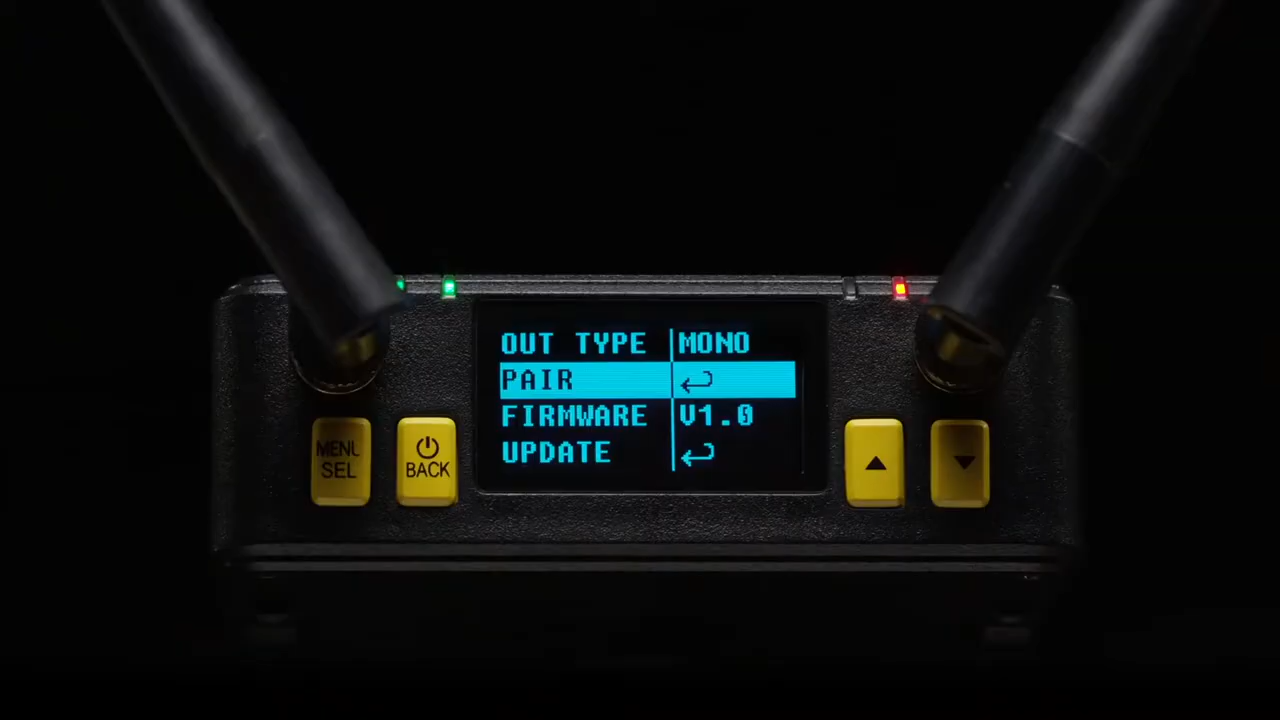 OUT TYPE MONO
PAIR
FIRMWARE V1.0
UPDATE
MENU
SEL
BACK